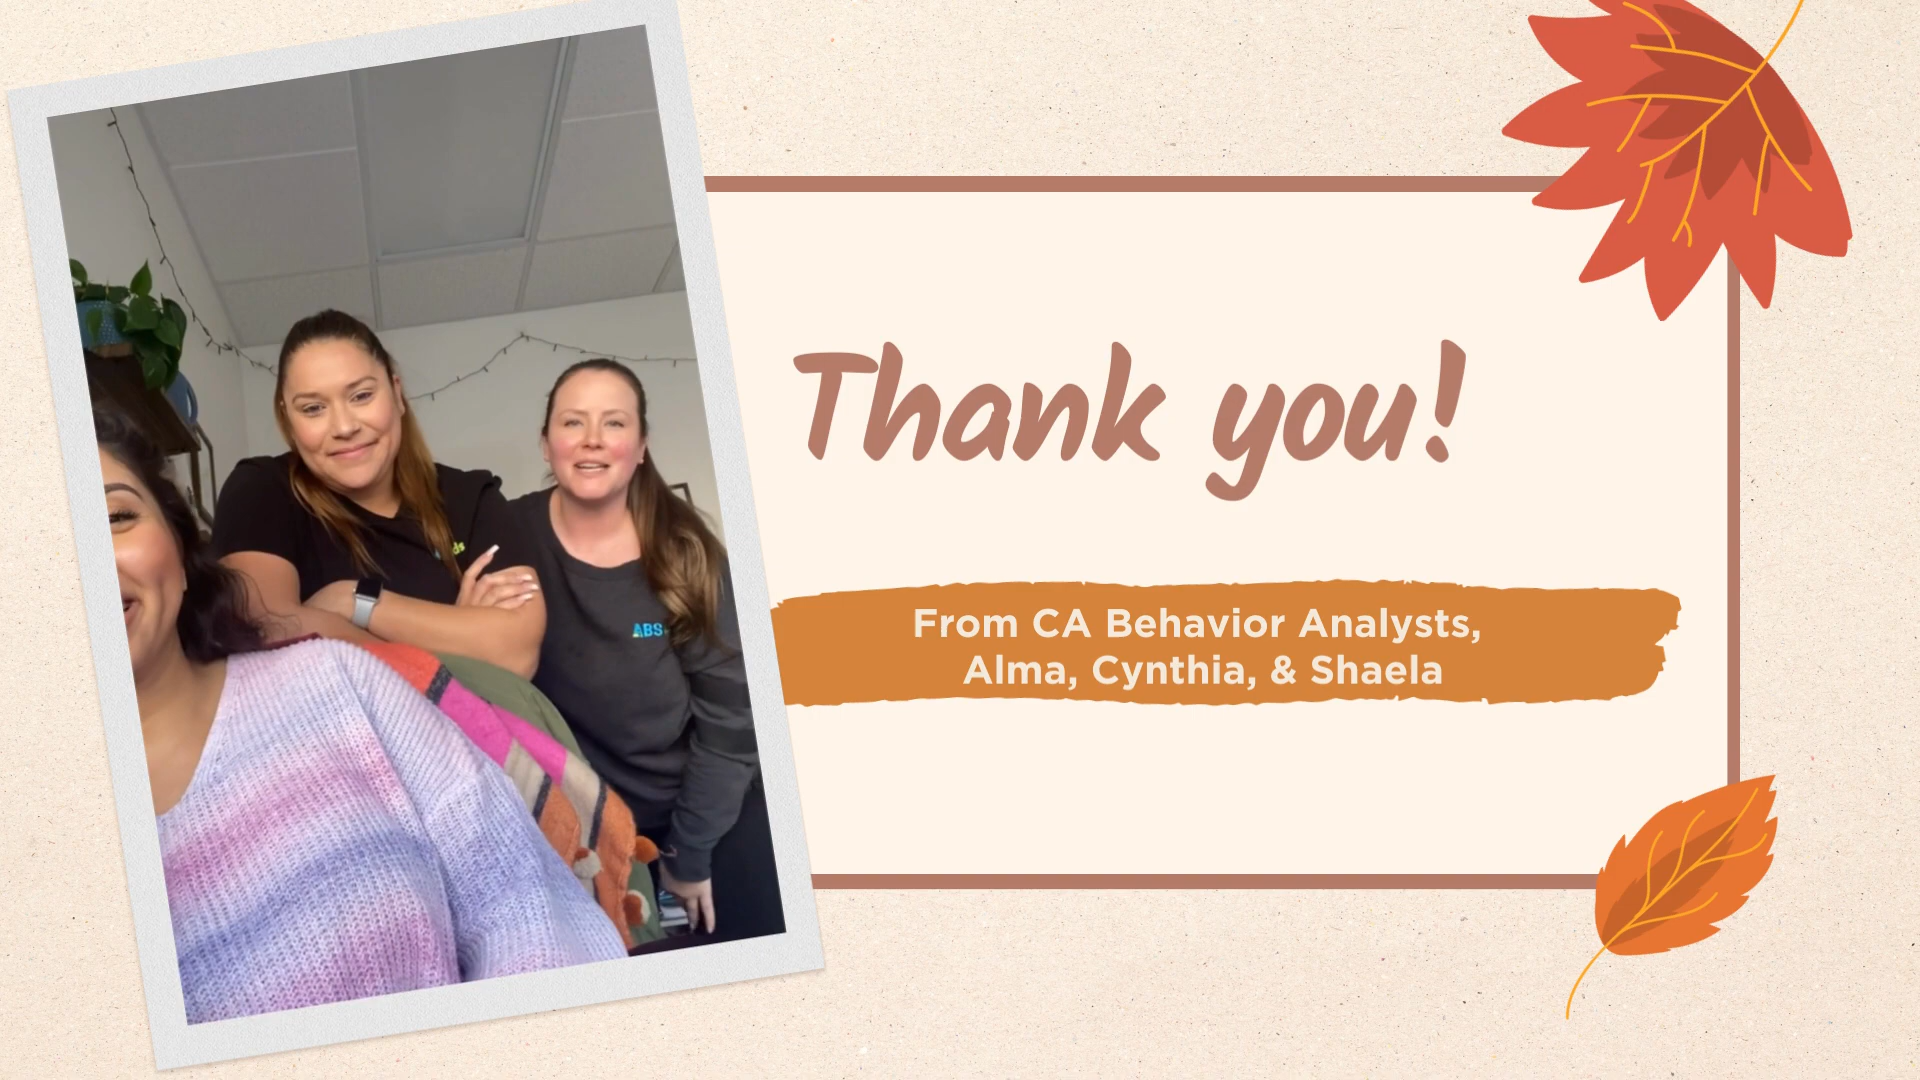 Thank you!
From CA Behavior Analysts,
Alma, Cynthia, & Shaela
ABS